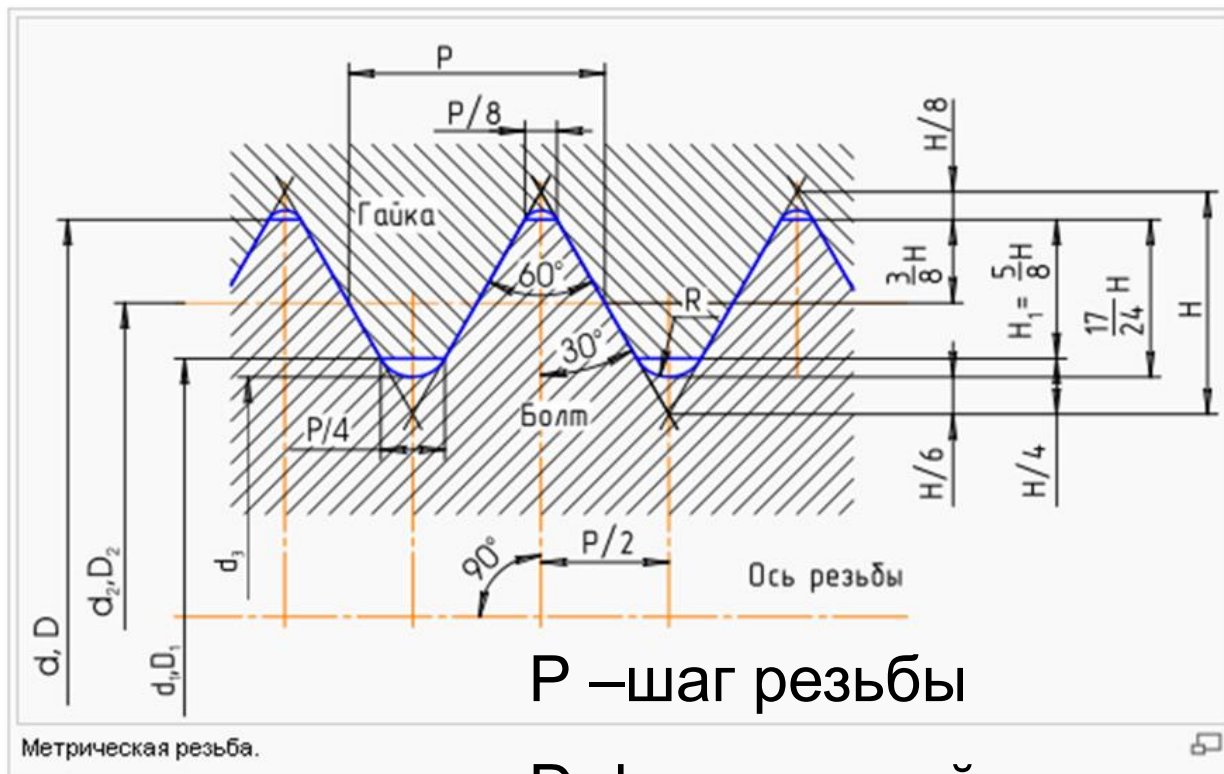 P
P/8
H/8
Гайка
60°
3/8 H
H₁ = 5/8 H
17/24 H
H
R
30°
Болт
P/4
H/6
H/4
d₃
90°
P/2
Ось резьбы
d₂,D₂
d, D
d₁,D₁
P –шаг резьбы
Метрическая резьба.